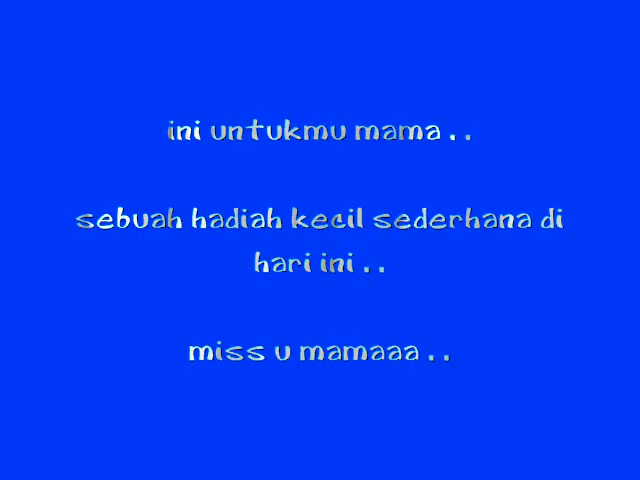 ini untukmu mama . .
sebuah hadiah kecil sederhana di
hari ini . .
miss u mamaaa . .